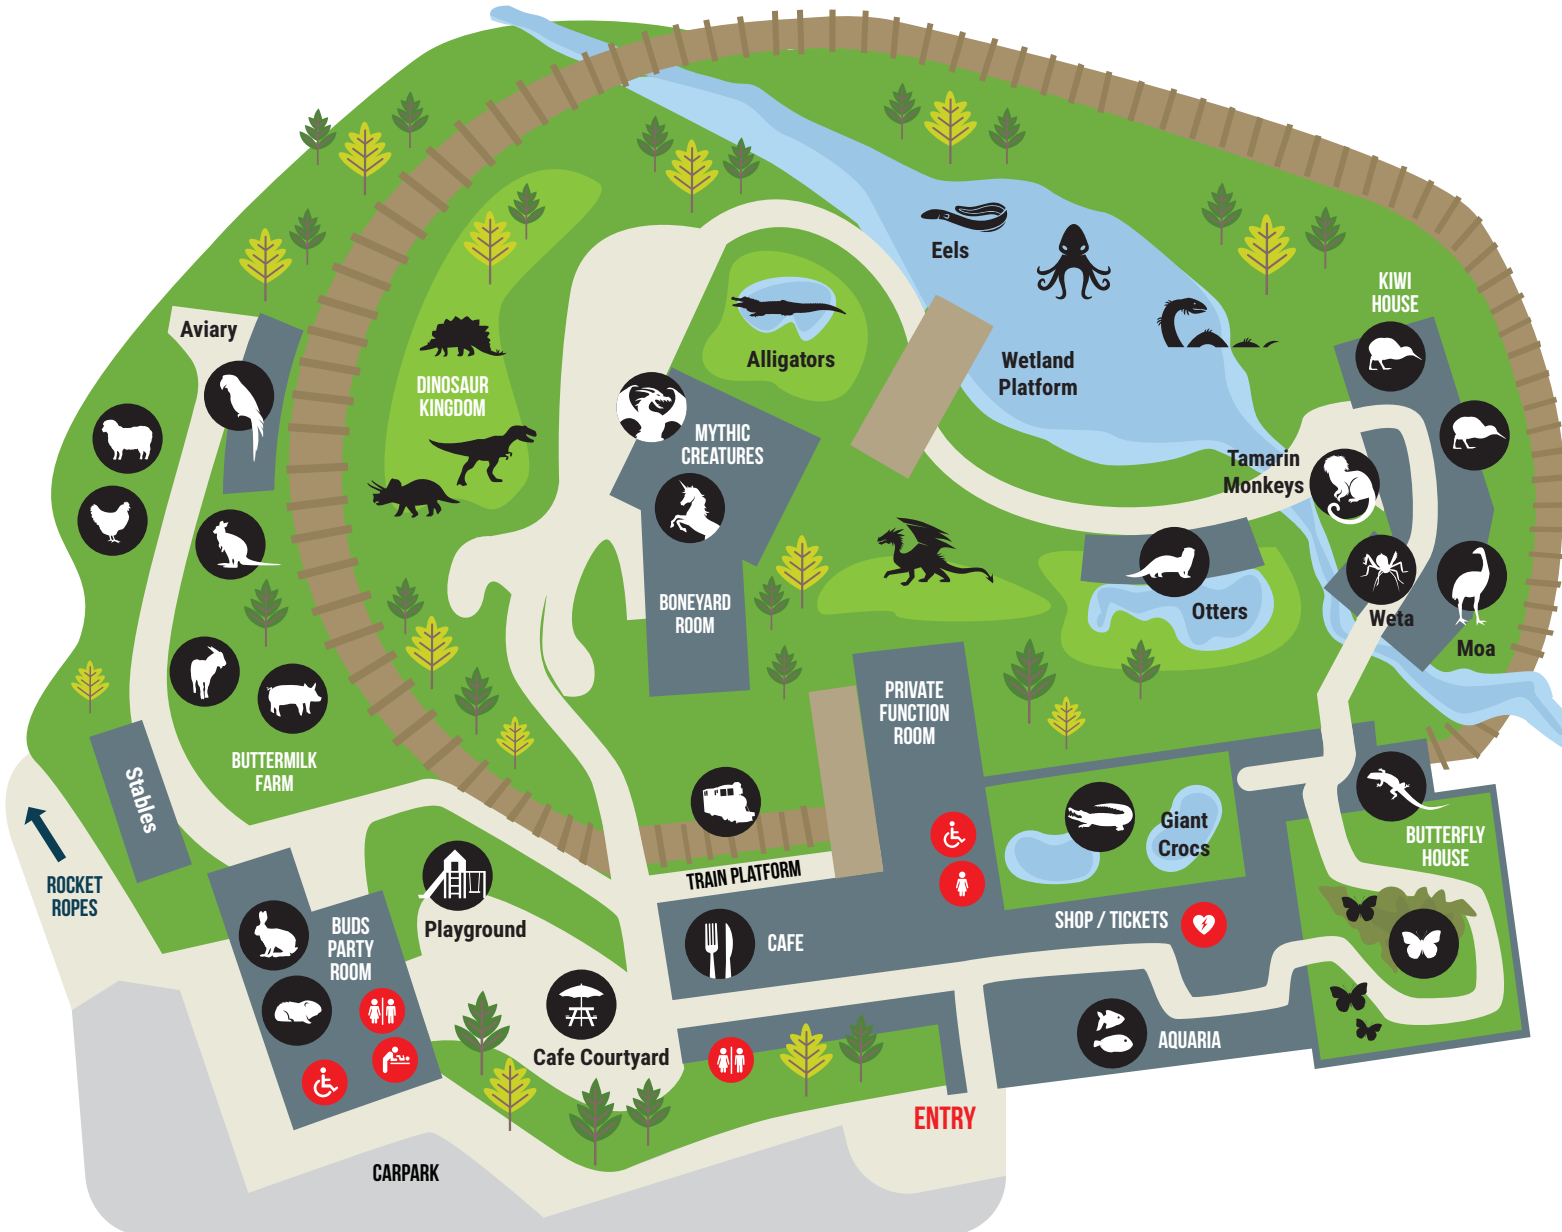 Aviary
Eels
KIWI
HOUSE
Alligators
Wetland
Platform
DINOSAUR
KINGDOM
MYTHIC
CREATURES
Tamarin
Monkeys
BONEYARD
ROOM
Otters
Weta
Moa
PRIVATE
FUNCTION
ROOM
BUTTERMILK
FARM
Stables
Giant
Crocs
BUTTERFLY
HOUSE
ROCKET
ROPES
TRAIN PLATFORM
Playground
BUDS
PARTY
ROOM
CAFE
SHOP / TICKETS
AQUARIA
Cafe Courtyard
ENTRY
CARPARK